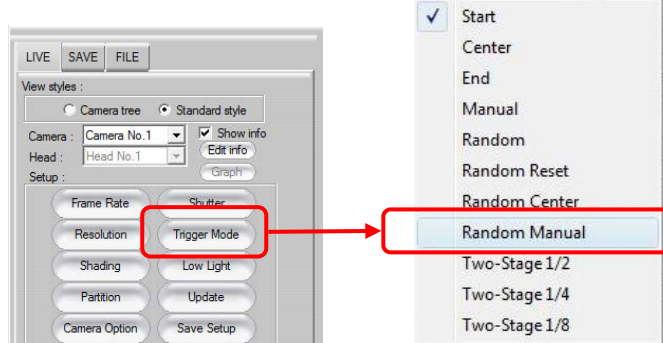 LIVE SAVE FILE
View styles :
Camera tree Standard style
Camera : Camera No.1 Show info
Head : Head No.1 Edit info
Setup : Graph
Frame Rate Shutter
Resolution Trigger Mode
Shading Low Light
Partition Update
Camera Option Save Setup
Start
Center
End
Manual
Random
Random Reset
Random Center
Random Manual
Two-Stage 1/2
Two-Stage 1/4
Two-Stage 1/8